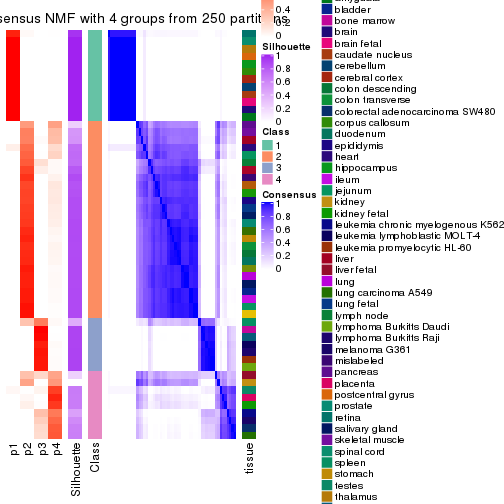 sensus NMF with 4 groups from 250 partitions
0.4
0.2
0
Silhouette
1
0.8
0.6
0.4
0.2
0
Class
1
2
3
4
Consensus
1
0.8
0.6
0.4
0.2
0
p1
p2
p3
p4
Silhouette
Class
tissue
bladder
bone marrow
brain
brain fetal
caudate nucleus
cerebellum
cerebral cortex
colon descending
colon transverse
colorectal adenocarcinoma SW480
corpus callosum
duodenum
epididymis
heart
hippocampus
ileum
jejunum
kidney
kidney fetal
leukemia chronic myelogenous K562
leukemia lymphoblastic MOLT-4
leukemia promyelocytic HL-60
liver
liver fetal
lung
lung carcinoma A549
lung fetal
lymph node
lymphoma Burkitts Daudi
lymphoma Burkitts Raji
melanoma G361
mislabeled
pancreas
placenta
postcentral gyrus
prostate
retina
salivary gland
skeletal muscle
spinal cord
spleen
stomach
testes
thalamus